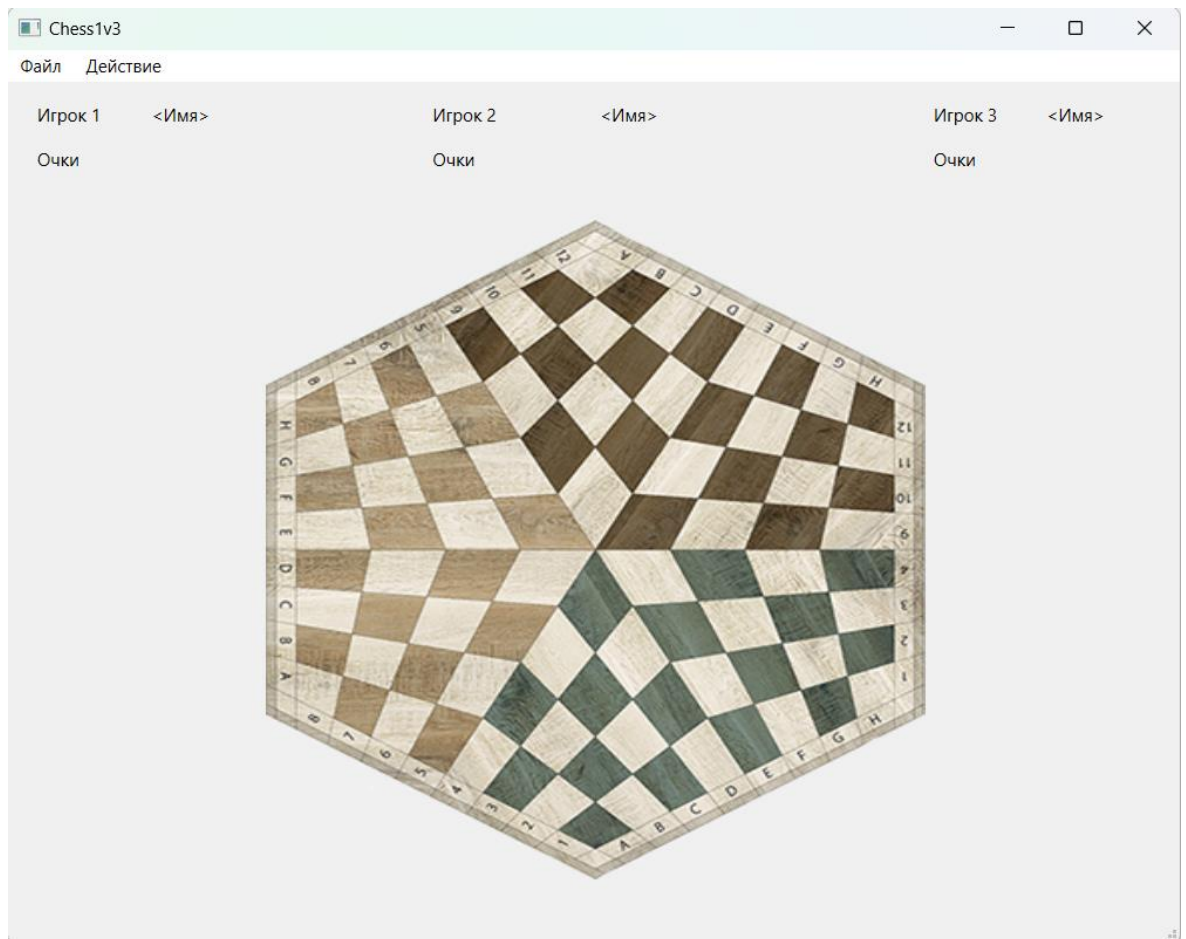 Chess1v3
Файл Действие
Игрок 1 <Имя> Игрок 2 <Имя> Игрок 3 <Имя>
Очки Очки Очки
12 11 10 9 5 6 7 8
A B C D E F G H
H G F E D C B A
12 11 10 9 4 3 2 1
8 7 6 5 4 3 2 1
A B C D E F G H